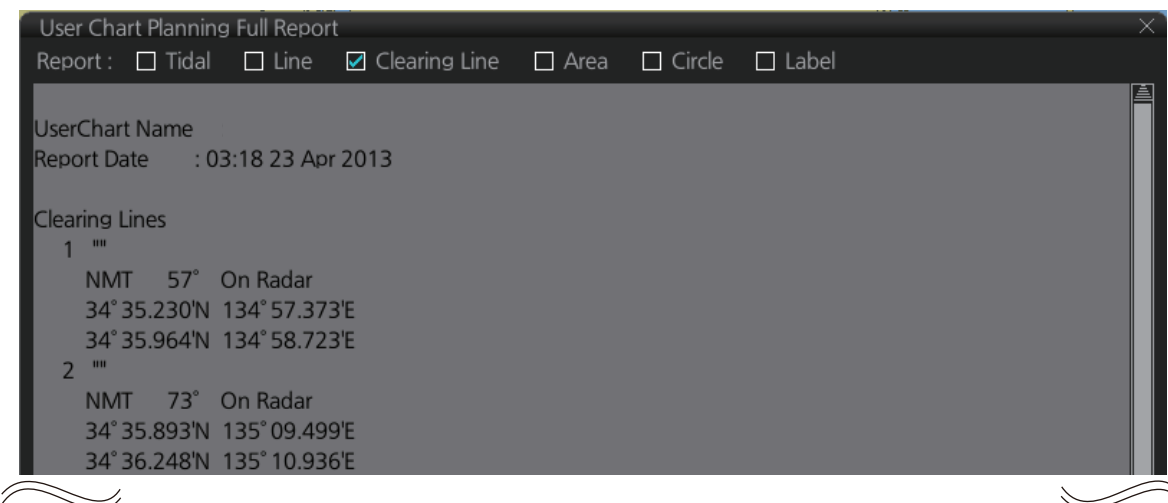 User Chart Planning Full Report
Report : Tidal Line Clearing Line Area Circle Label
UserChart Name
Report Date : 03:18 23 Apr 2013
Clearing Lines
1 ""
NMT 57° On Radar
34°35.230'N 134°57.373'E
34°35.964'N 134°58.723'E
2 ""
NMT 73° On Radar
34°35.893'N 135°09.499'E
34°36.248'N 135°10.936'E